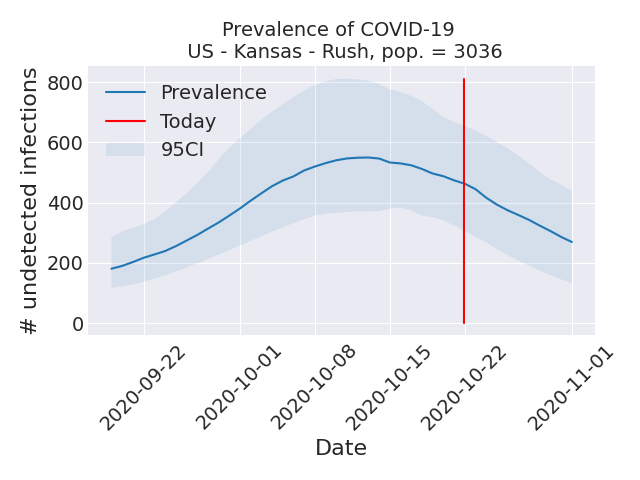 Prevalence of COVID-19
US - Kansas - Rush, pop. = 3036
# undetected infections
800
600
400
200
0
Prevalence
Today
95CI
2020-09-22
2020-10-01
2020-10-08
2020-10-15
2020-10-22
2020-11-01
Date